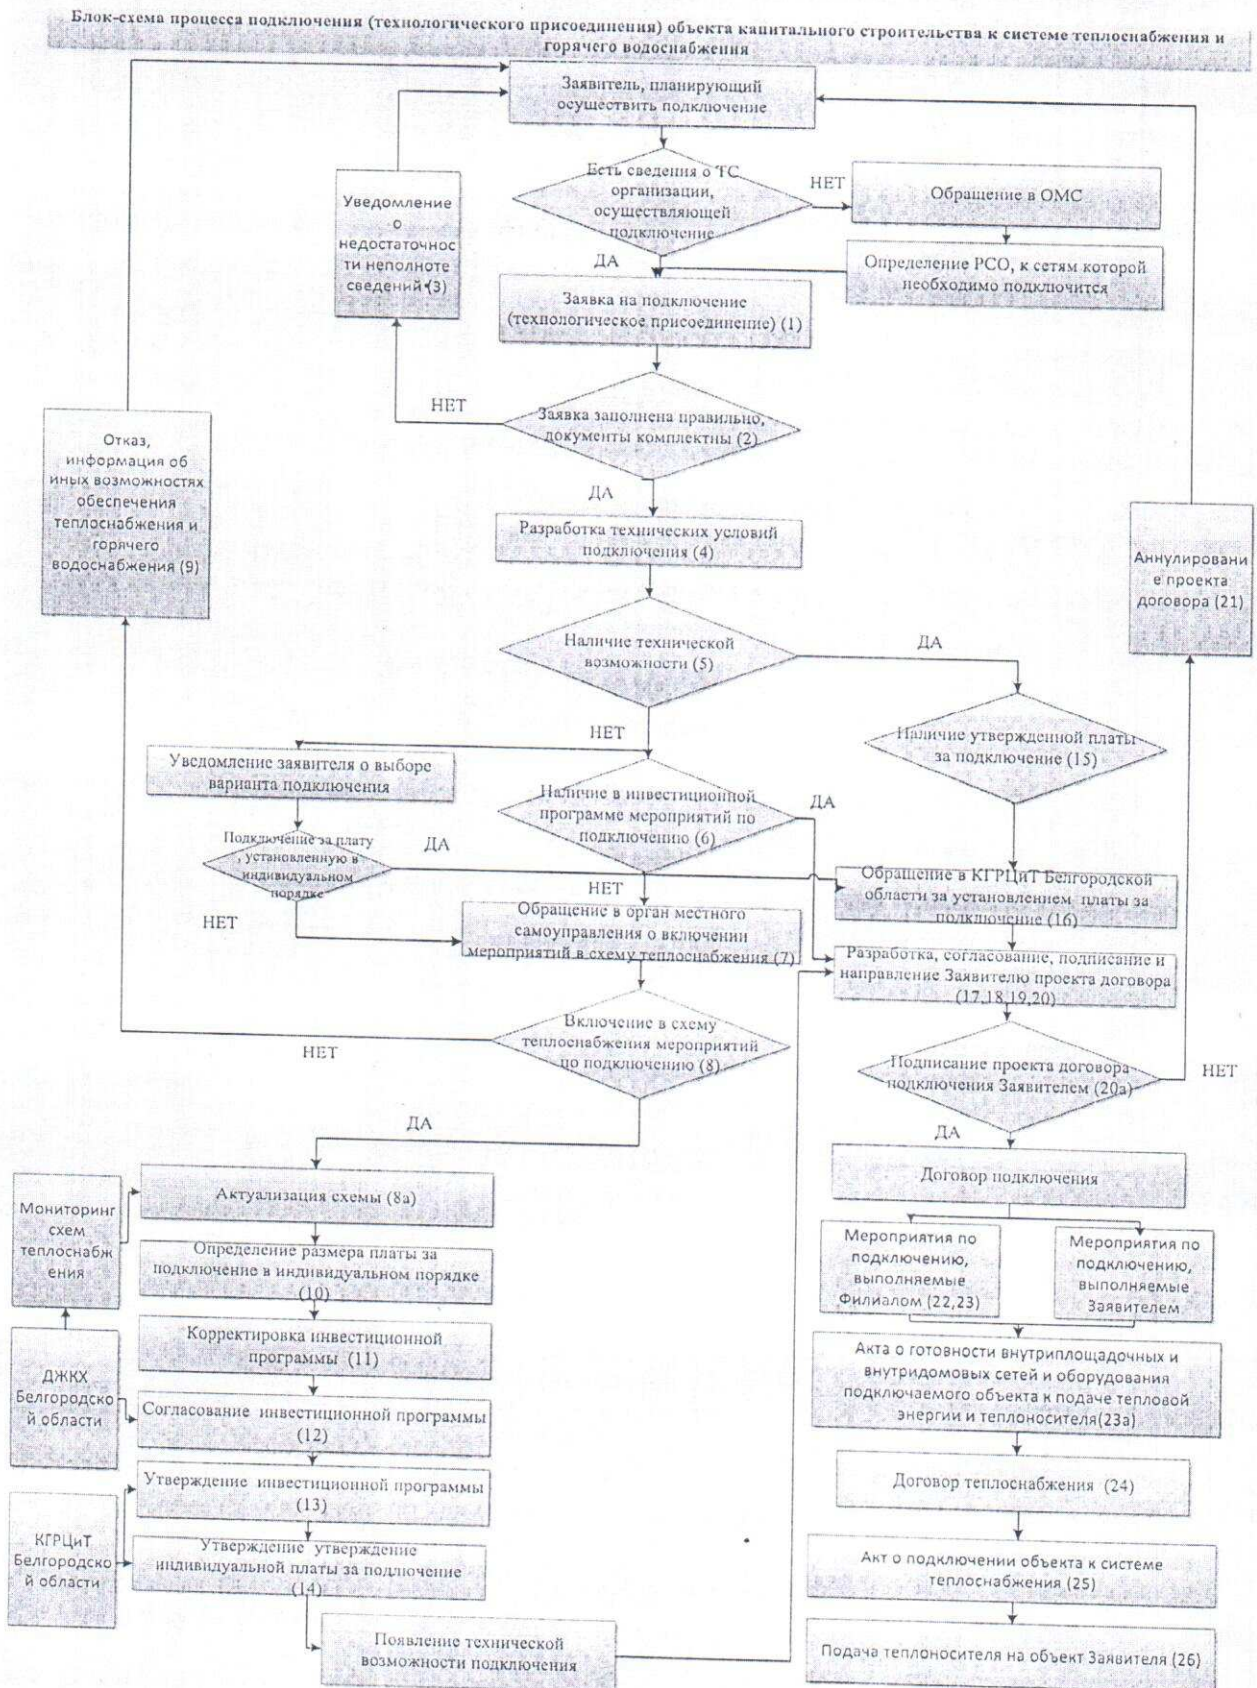 Блок-схема процесса подключения (технологического присоединения) объекта капитального строительства к системе теплоснабжения и
горячего водоснабжения
Заявитель, планирующий
осуществить подключение
Есть сведения о ТС
организации,
осуществляющей
подключение
НЕТ
Обращение в ОМС
Уведомление
о
недостаточнос
ти неполноте
сведений (3)
ДА
Определение РСО, к сетям которой
необходимо подключится
Заявка на подключение
(технологическое присоединение) (1)
НЕТ
Заявка заполнена правильно,
документы комплектны (2)
Отказ,
информация об
иных возможностях
обеспечения
теплоснабжения и
горячего
водоснабжения (9)
ДА
Разработка технических условий
подключения (4)
Аннулировани
е проекта
договора (21)
Наличие технической
возможности (5)
ДА
НЕТ
Наличие утвержденной платы
за подключение (15)
Уведомление заявителя о выборе
варианта подключения
Наличие в инвестиционной
программе мероприятий по
подключению (6)
ДА
Подключение за плату
, установленную в
индивидуальном
порядке
ДА
НЕТ
Обращение в КГРЦиТ Белгородской
области за установлением платы за
подключение (16)
НЕТ
Обращение в орган местного
самоуправления о включении
мероприятий в схему теплоснабжения (7)
Разработка, согласование, подписание и
направление Заявителю проекта договора
(17,18,19,20)
Включение в схему
теплоснабжения мероприятий
по подключению (8)
НЕТ
Подписание проекта договора
подключения Заявителем (20а)
НЕТ
ДА
ДА
Договор подключения
Мониторинг
схем
теплоснабж
ения
Актуализация схемы (8а)
Мероприятия по
подключению,
выполняемые
Филиалом (22,23)
Мероприятия по
подключению,
выполняемые
Заявителем
Определение размера платы за
подключение в индивидуальном порядке
(10)
Корректировка инвестиционной
программы (11)
Акта о готовности внутриплощадочных и
внутридомовых сетей и оборудования
подключаемого объекта к подаче тепловой
энергии и теплоносителя(23а)
ДЖКХ
Белгородско
й области
Согласование инвестиционной программы
(12)
Утверждение инвестиционной программы
(13)
Договор теплоснабжения (24)
КГРЦиТ
Белгородско
й области
Утверждение утверждение
индивидуальной платы за подлючение
(14)
Акт о подключении объекта к системе
теплоснабжения (25)
Появление технической
возможности подключения
Подача теплоносителя на объект Заявителя (26)